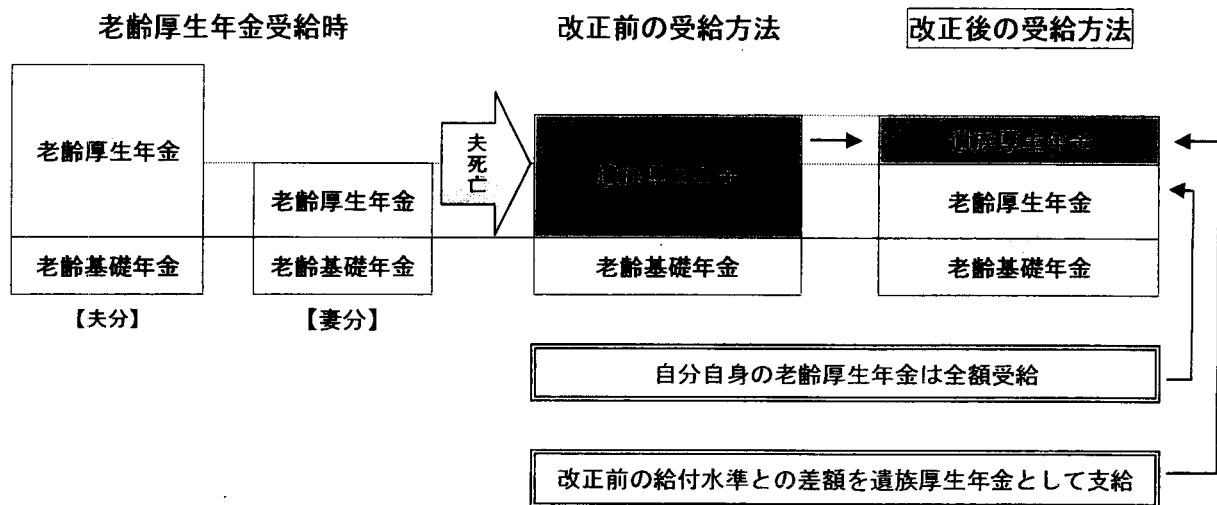 老齢厚生年金受給時
改正前の受給方法
改正後の受給方法
老齢厚生年金
老齢厚生年金
夫死亡
遺族厚生年金
老齢厚生年金
老齢基礎年金
老齢基礎年金
老齢基礎年金
老齢基礎年金
【夫分】
【妻分】
自分自身の老齢厚生年金は全額受給
改正前の給付水準との差額を遺族厚生年金として支給